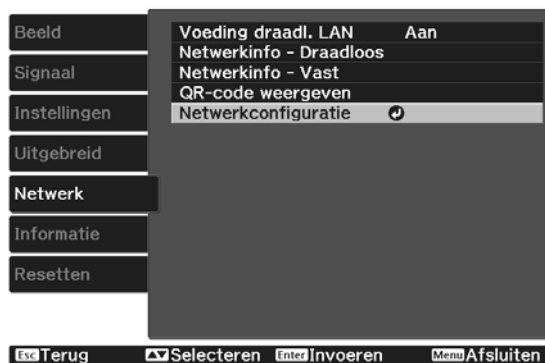 Beeld
Signaal
Instellingen
Uitgebreid
Netwerk
Informatie
Resetten
Voeding draadl. LAN Aan
Netwerkinfo - Draadloos
Netwerkinfo - Vast
QR-code weergeven
Netwerkconfiguratie
Esc Terug Selecteren Enter Invoeren Menu Afsluiten